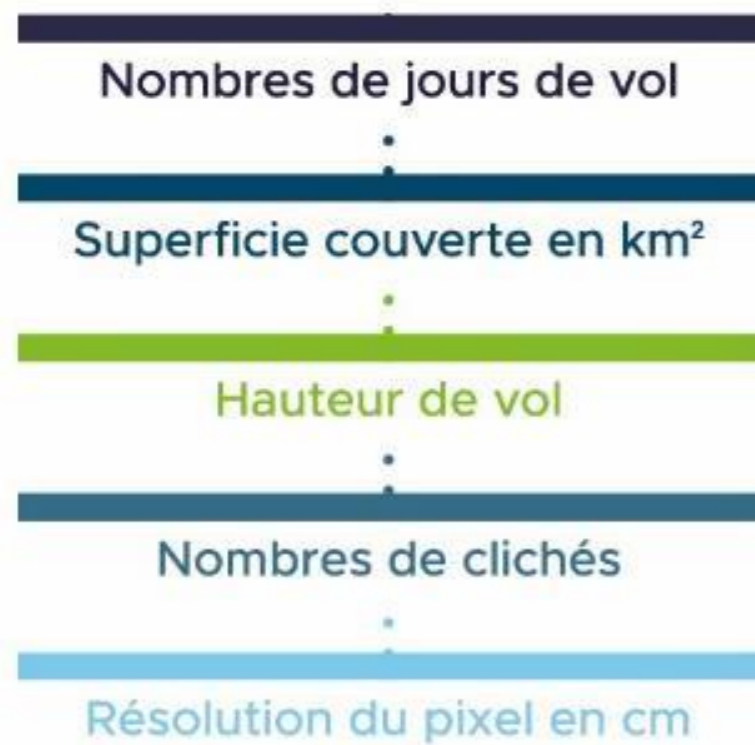 Nombres de jours de vol
Superficie couverte en km²
Hauteur de vol
Nombres de clichés
Résolution du pixel en cm